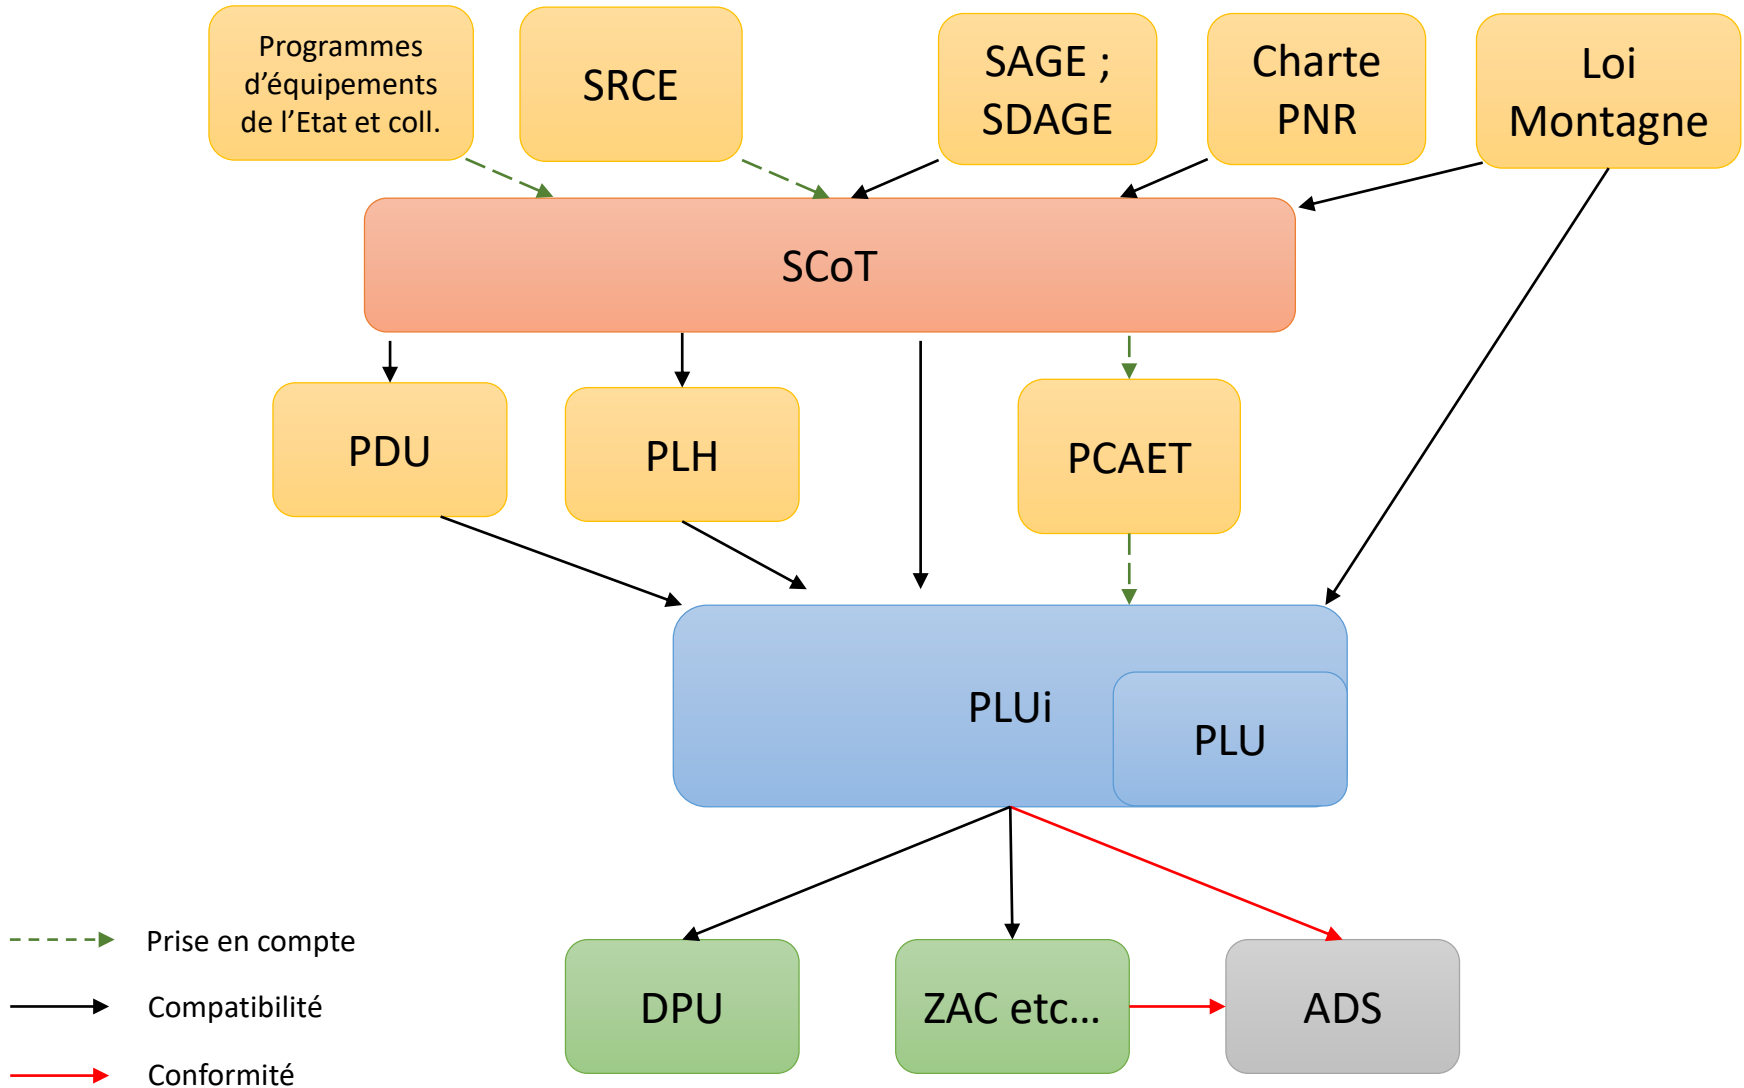 Programmes
d’équipements
de l’Etat et coll.
SRCE
SAGE ;
SDAGE
Charte
PNR
Loi
Montagne
SCoT
PDU
PLH
PCAET
PLUi
PLU
Prise en compte
Compatibilité
Conformité
DPU
ZAC etc…
ADS